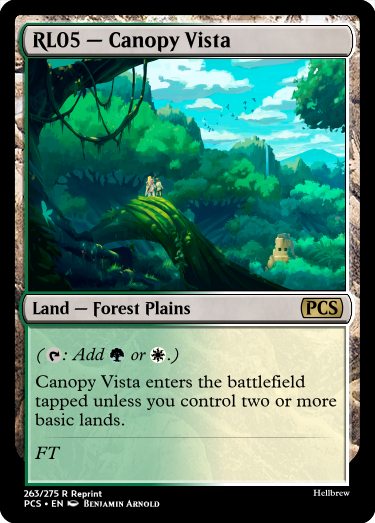 RL05 — Canopy Vista
Land — Forest Plains
PCS
( : Add or .)
Canopy Vista enters the battlefield
tapped unless you control two or more
basic lands.
FT
263/275 R Reprint
PCS • EN Benjamin Arnold
Hellbrew